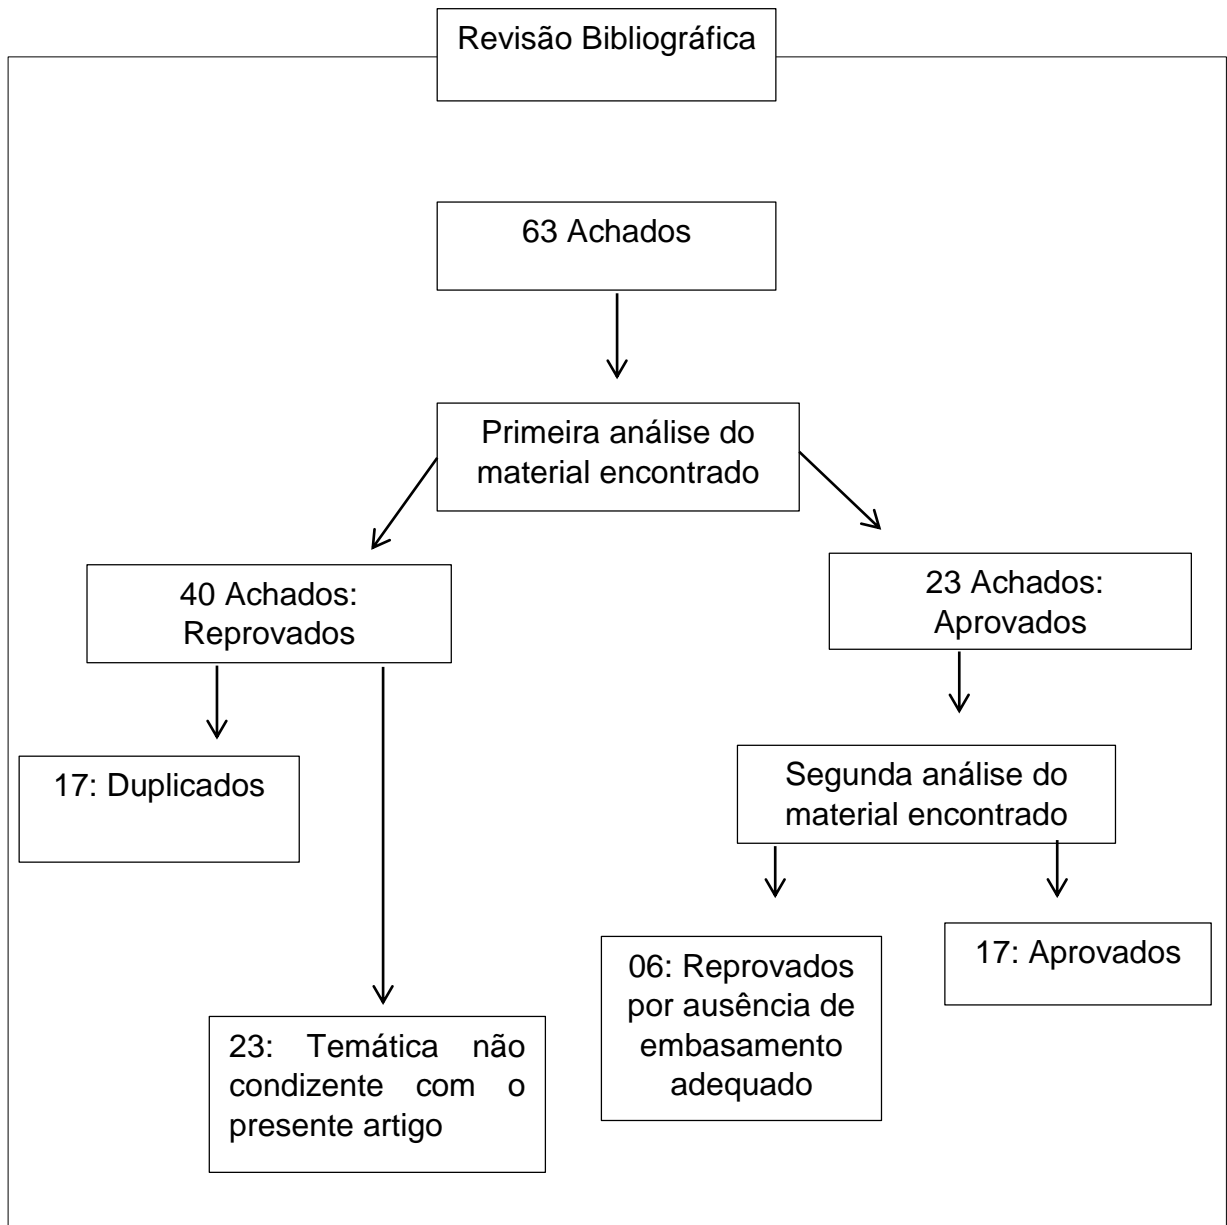 Revisão Bibliográfica
63 Achados
Primeira análise do
material encontrado
40 Achados:
Reprovados
23 Achados:
Aprovados
17: Duplicados
Segunda análise do
material encontrado
06: Reprovados
por ausência de
embasamento
adequado
17: Aprovados
23: Temática não
condizente com o
presente artigo